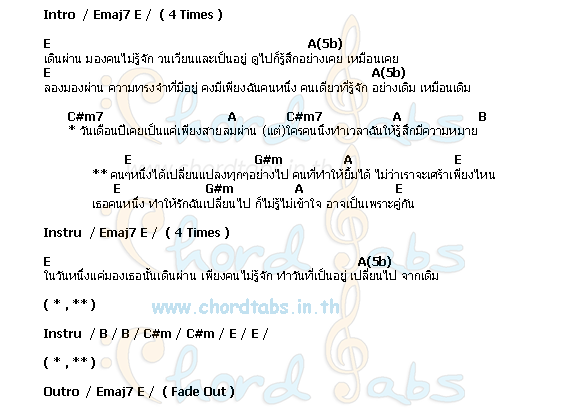 Intro / Emaj7 E / ( 4 Times )
E A(5b)
เดินผ่าน มองคนไม่รู้จัก วนเวียนและเป็นอยู่ ดูไปก็รู้สึกอย่างเคย เหมือนเคย
E A(5b)
ลองมองผ่าน ความทรงจำที่มีอยู่ คงมีเพียงฉันคนหนึ่ง คนเดียวที่รู้จัก อย่างเดิม เหมือนเดิม
C#m7 A C#m7 A B
* วันเดือนปีเคยเป็นแค่เพียงสายลมผ่าน (แต่)ใครคนนึงทำเวลาฉันให้รู้สึกมีความหมาย
E G#m A E
** คนๆหนึ่งได้เปลี่ยนแปลงทุกๆอย่างไป คนที่ทำให้ยิ้มได้ ไม่ว่าเราจะเศร้าเพียงไหน
E G#m A E
เธอคนหนึ่ง ทำให้รักฉันเปลี่ยนไป ก็ไม่รู้ไม่เข้าใจ อาจเป็นเพราะคู่กัน
Instru / Emaj7 E / ( 4 Times )
E A(5b)
ในวันหนึ่งแค่มองเธอนั้นเดินผ่าน เพียงคนไม่รู้จัก ทำวันที่เป็นอยู่ เปลี่ยนไป จากเดิม
( * , ** )
www.chordtabs.in.th
Instru / B / B / C#m / C#m / E / E /
( * , ** )
Outro / Emaj7 E / ( Fade Out )